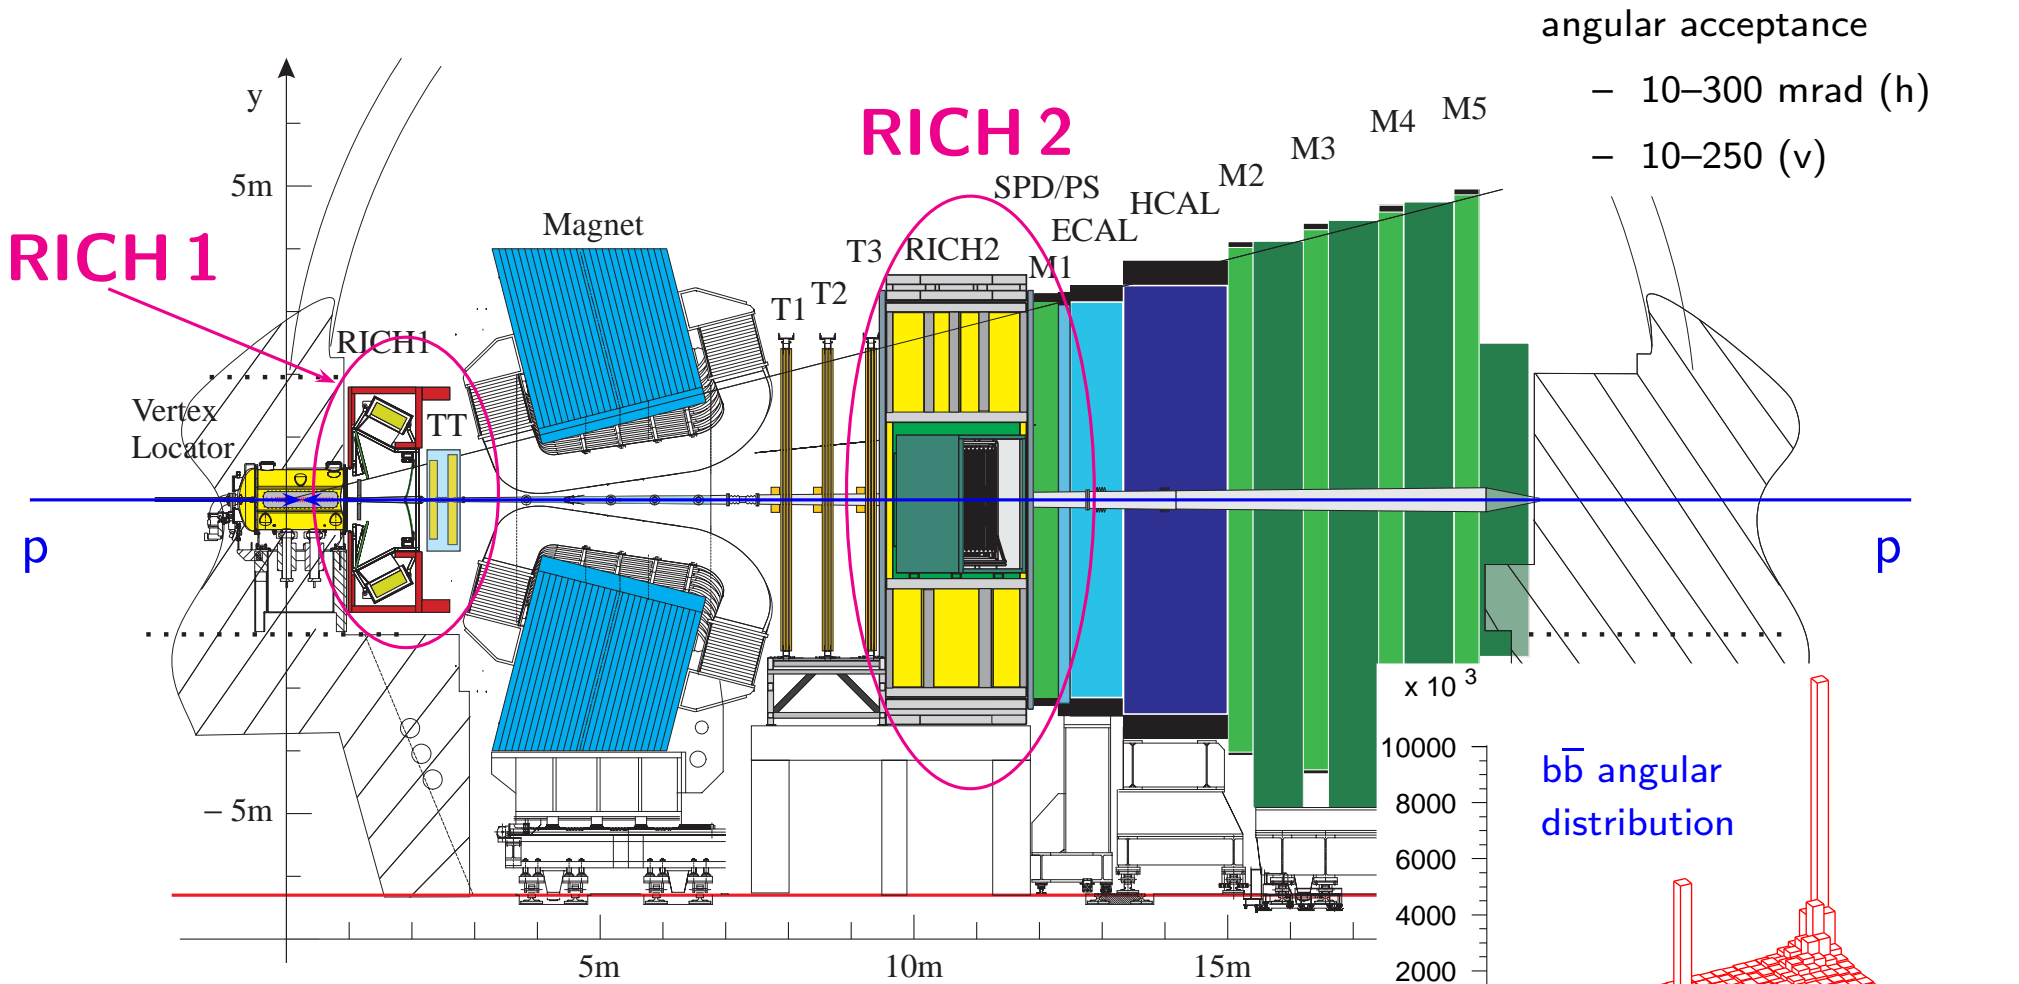 angular acceptance
– 10–300 mrad (h)
– 10–250 (v)
y
5m
– 5m
RICH 1
RICH 2
Vertex
Locator
RICH1
TT
Magnet
T1
T2
T3
RICH2
M1
SPD/PS
ECAL
HCAL
M2
M3
M4
M5
p
p
5m
10m
15m
x 10 3
10000
8000
6000
4000
2000
bb̅ angular
distribution